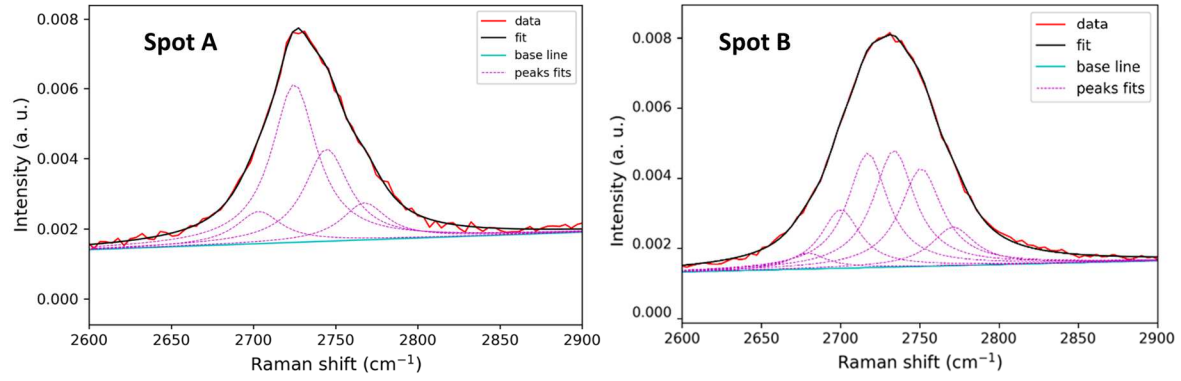 Spot A
data
fit
base line
peaks fits
0.008
0.006
0.004
0.002
0.000
Intensity (a. u.)
2600 2650 2700 2750 2800 2850 2900
Raman shift (cm⁻¹)
Spot B
data
fit
base line
peaks fits
0.008
0.006
0.004
0.002
0.000
Intensity (a. u.)
2600 2650 2700 2750 2800 2850 2900
Raman shift (cm⁻¹)